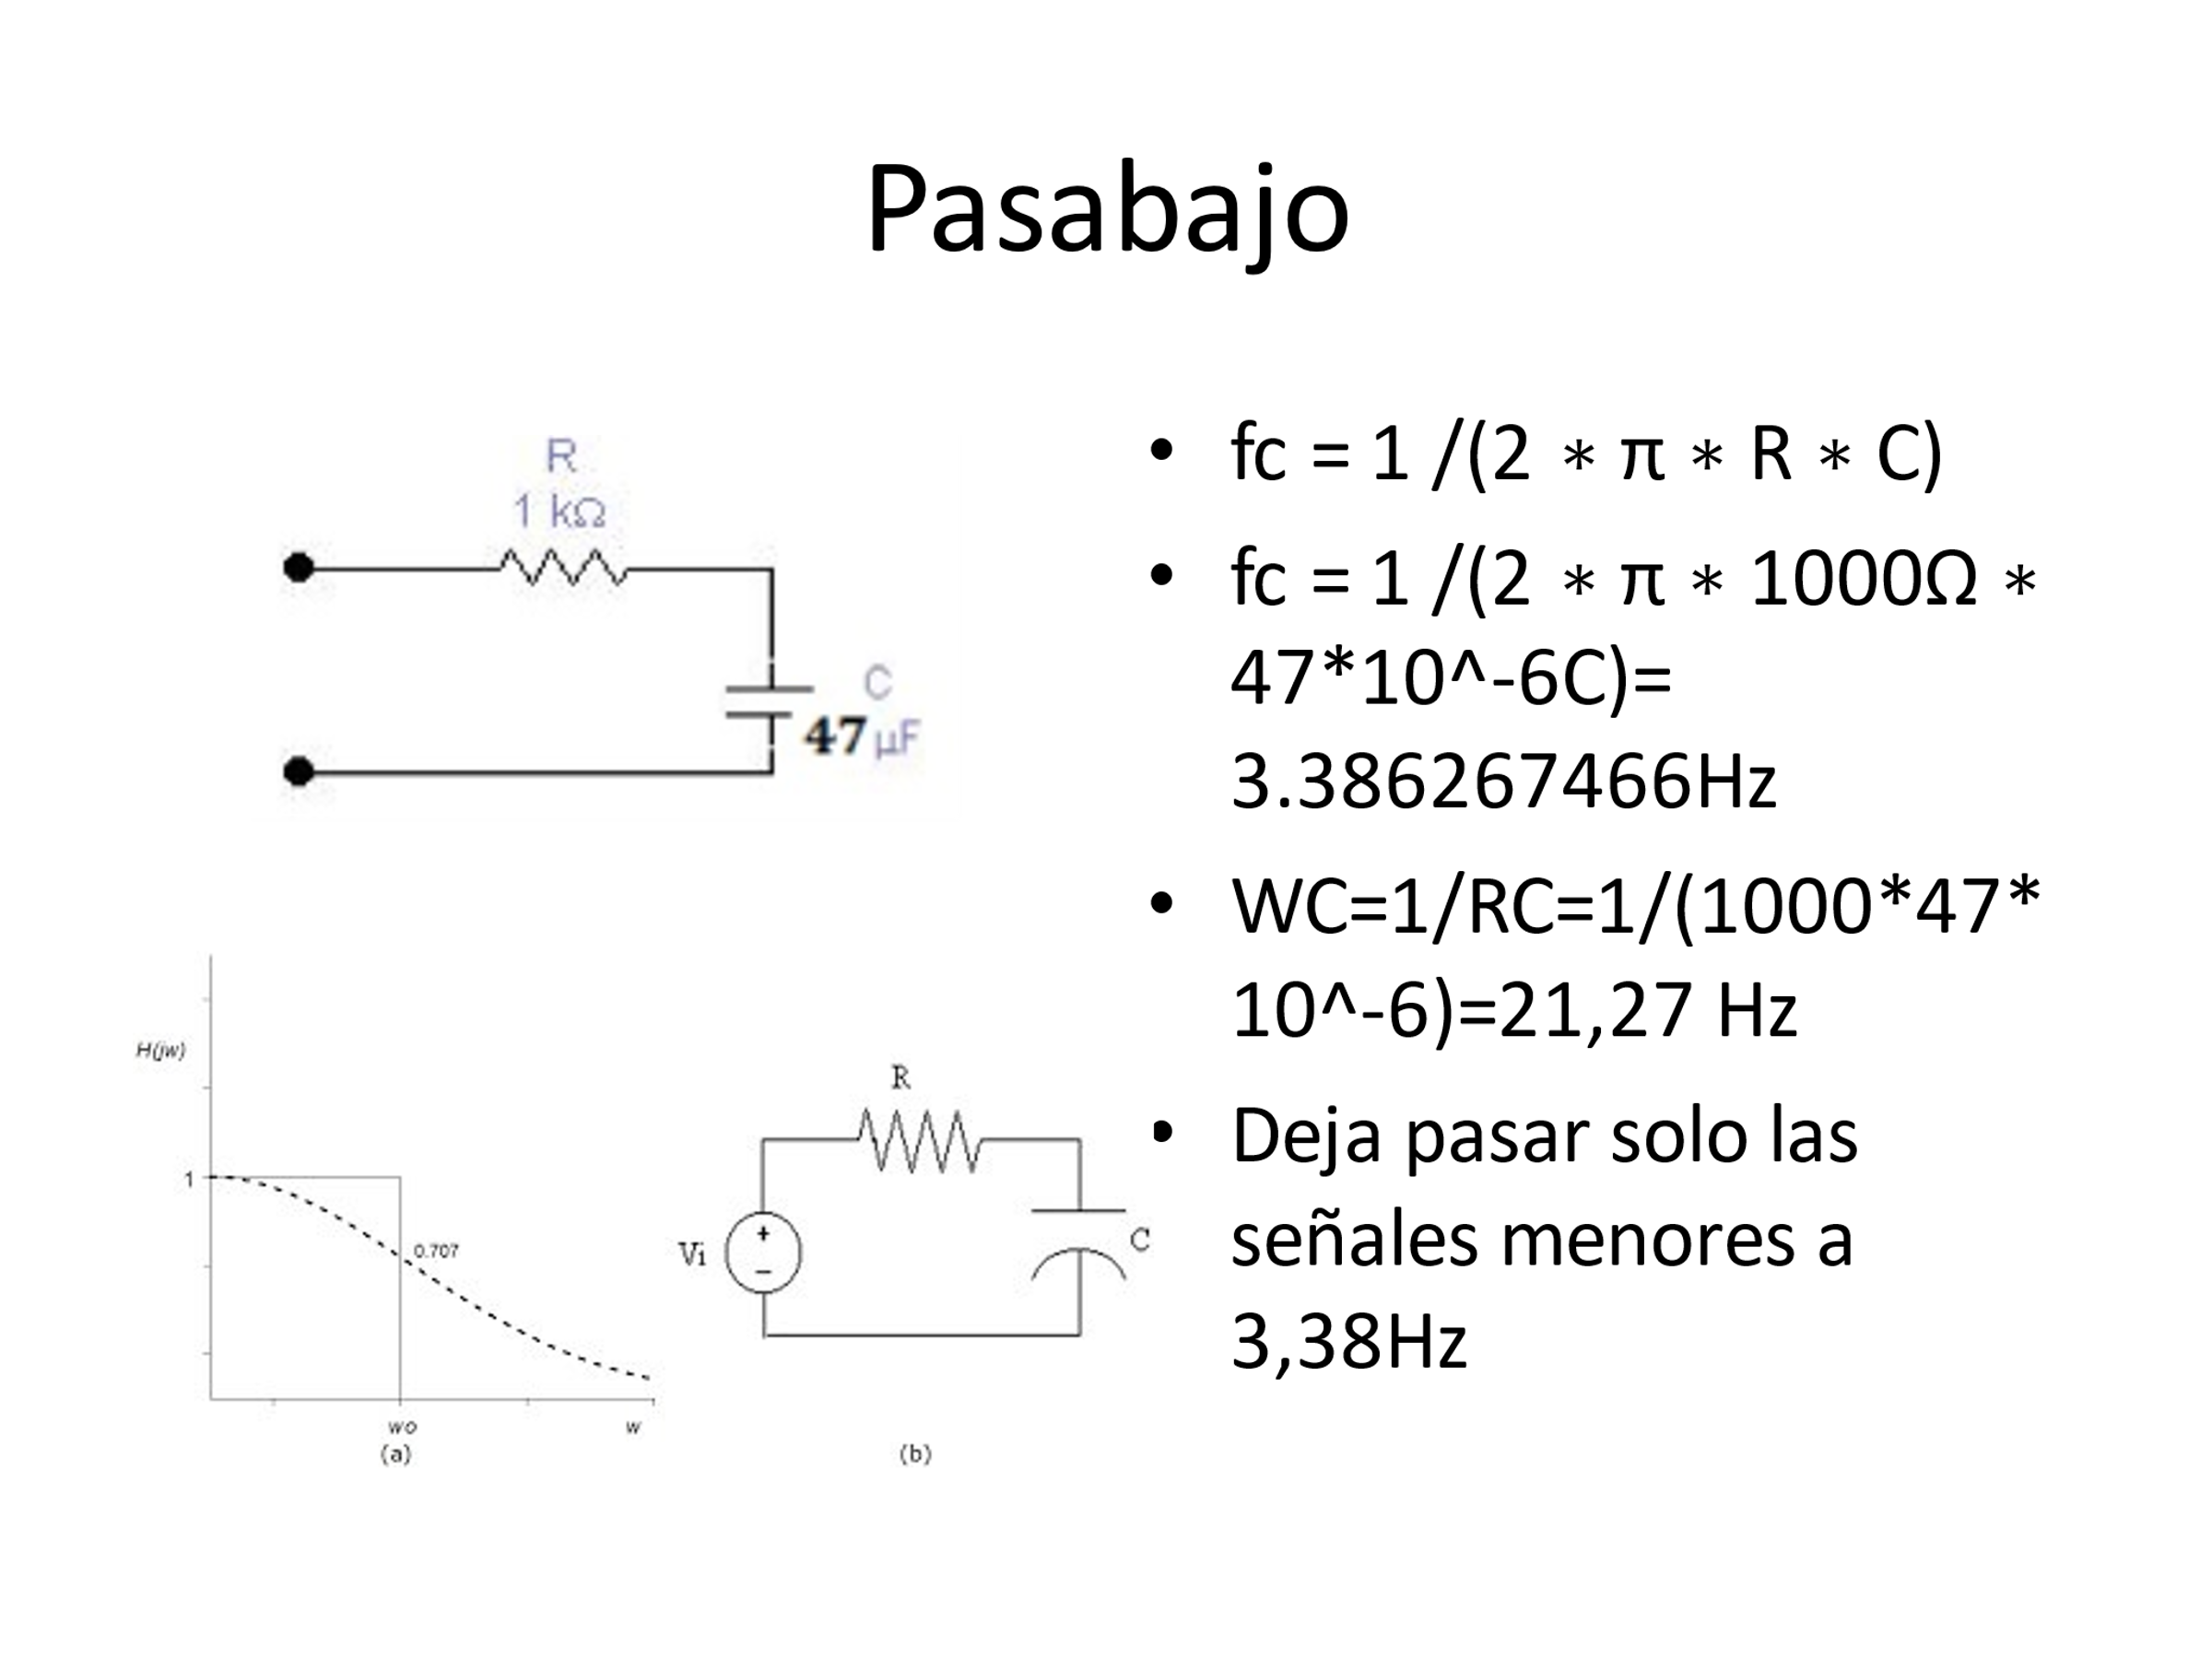 Pasabajo
R
1 kΩ
C
47 µF
• fc = 1 /(2 ∗ π ∗ R ∗ C)
• fc = 1 /(2 ∗ π ∗ 1000Ω ∗
47*10^-6C)=
3.386267466Hz
• WC=1/RC=1/(1000*47*
10^-6)=21,27 Hz
• Deja pasar solo las
señales menores a
3,38Hz
H(jw)
1
0.707
wo
w
(a)
R
Vi
+
−
C
(b)